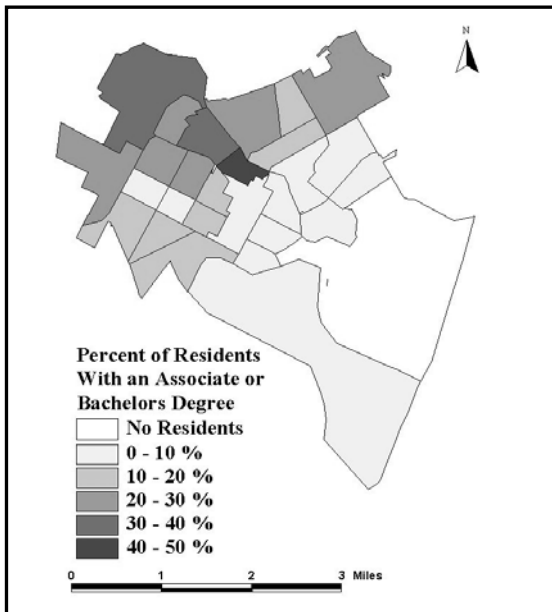 N
Percent of Residents
With an Associate or
Bachelors Degree
No Residents
0 - 10 %
10 - 20 %
20 - 30 %
30 - 40 %
40 - 50 %
0 1 2 3 Miles